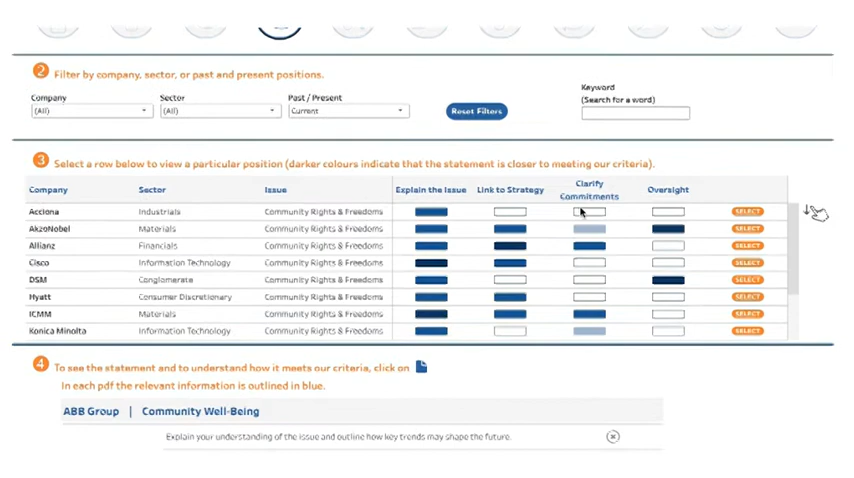 2 Filter by company, sector, or past and present positions.
Company Sector Past / Present Keyword
(Search for a word)
(All) (All) Current Reset Filters
3 Select a row below to view a particular position (darker colours indicate that the statement is closer to meeting our criteria).
Company Sector Issue Explain the Issue Link to Strategy Clarify Commitments Oversight
Acciona Industrials Community Rights & Freedoms SELECT
AkzoNobel Materials Community Rights & Freedoms SELECT
Allianz Financials Community Rights & Freedoms SELECT
Cisco Information Technology Community Rights & Freedoms SELECT
DSM Conglomerate Community Rights & Freedoms SELECT
Hyatt Consumer Discretionary Community Rights & Freedoms SELECT
ICMM Materials Community Rights & Freedoms SELECT
Konica Minolta Information Technology Community Rights & Freedoms SELECT
4 To see the statement and to understand how it meets our criteria, click on
In each pdf the relevant information is outlined in blue.
ABB Group | Community Well-Being
Explain your understanding of the issue and outline how key trends may shape the future.